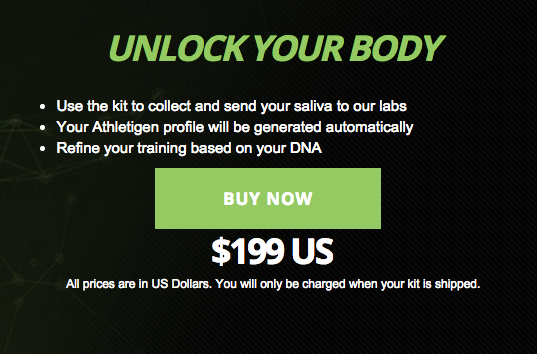 UNLOCK YOUR BODY
• Use the kit to collect and send your saliva to our labs
• Your Athletigen profile will be generated automatically
• Refine your training based on your DNA
BUY NOW
$199 US
All prices are in US Dollars. You will only be charged when your kit is shipped.